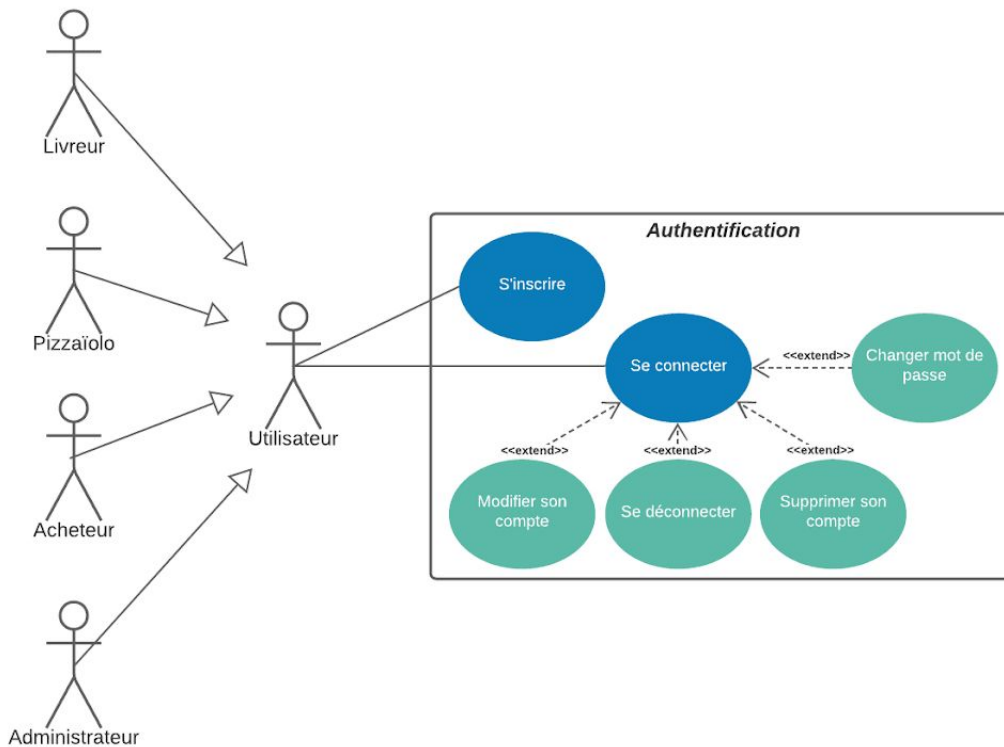 Livreur
Pizzaïolo
Acheteur
Administrateur
Utilisateur
Authentification
S'inscrire
Se connecter
<<extend>>
Changer mot de
passe
<<extend>>
<<extend>>
<<extend>>
Modifier son
compte
Se déconnecter
Supprimer son
compte